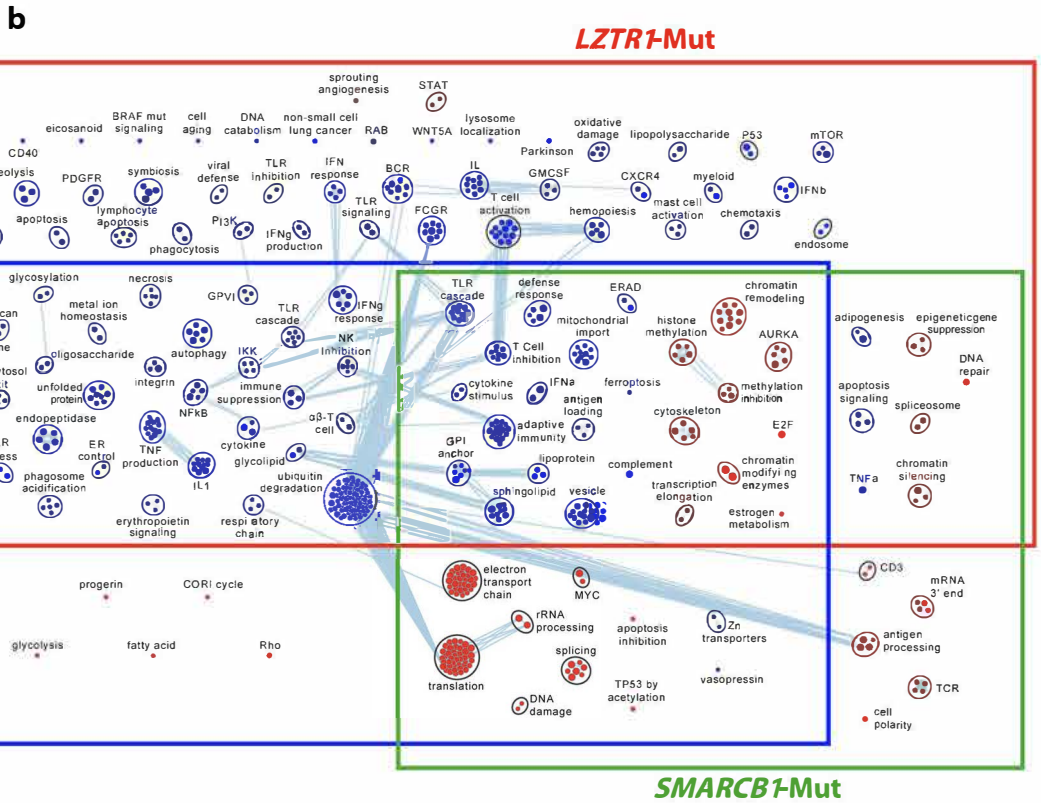 b
LZTR1-Mut
sprouting
angiogenesis
STAT
CD40
eicosanoid
BRAF mut
signaling
cell
aging
DNA
catabolism
non-small cell
lung cancer
RAB
WNT5A
lysosome
localization
Parkinson
oxidative
damage
lipopolysaccharide
P53
mTOR
eolysis
PDGFR
symbiosis
viral
defense
TLR
inhibition
IFN
response
BCR
IL
GMCSF
CXCR4
myeloid
IFNb
apoptosis
lymphocyte
apoptosis
phagocytosis
PI3K
IFNg
production
TLR
signaling
FCGR
T cell
activation
hemopoiesis
mast cell
activation
chemotaxis
endosome
glycosylation
necrosis
GPVI
TLR
cascade
IFNg
response
TLR
cascade
defense
response
ERAD
chromatin
remodeling
can
ne
metal ion
homeostasis
autophagy
IKK
NK
Inhibition
T Cell
inhibition
mitochondrial
import
histone
methylation
AURKA
adipogenesis
epigeneticgene
suppression
ytosol
kit
oligosaccharide
integrin
immune
suppression
cytokine
stimulus
IFNa
ferroptosis
methylation
inhibition
DNA
repair
unfolded
protein
NFkB
αβ-T
cell
antigen
loading
cytoskeleton
E2F
apoptosis
signaling
spliceosome
endopeptidase
TNF
production
cytokine
adaptive
immunity
R
ess
ER
control
IL1
glycolipid
GPI
anchor
lipoprotein
complement
chromatin
modifying
enzymes
TNFa
chromatin
silencing
phagosome
acidification
erythropoietin
signaling
respiratory
chain
ubiquitin
degradation
sphingolipid
vesicle
transcription
elongation
estrogen
metabolism
progerin
CORI cycle
electron
transport
chain
MYC
CD3
mRNA
3' end
glycolysis
fatty acid
Rho
rRNA
processing
apoptosis
inhibition
Zn
transporters
antigen
processing
translation
splicing
DNA
damage
TP53 by
acetylation
vasopressin
TCR
cell
polarity
SMARCB1-Mut